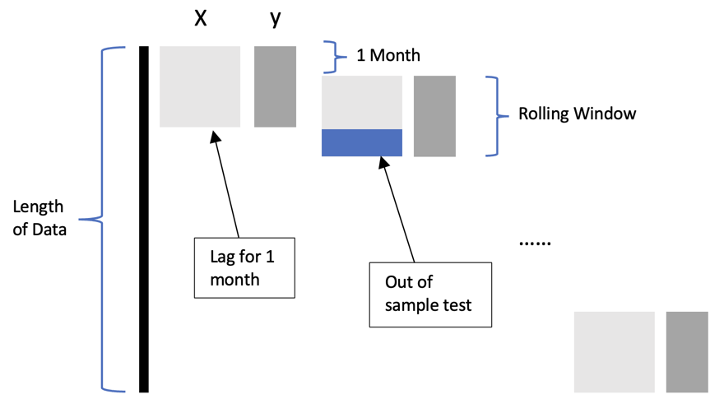 X
y
1 Month
Rolling Window
Length
of Data
Lag for 1
month
Out of
sample test
......